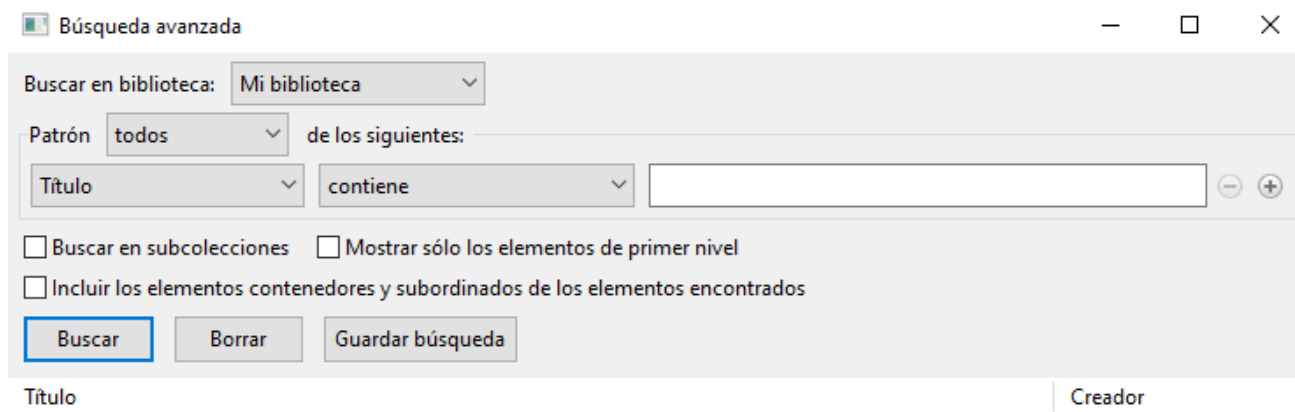 Búsqueda avanzada
Buscar en biblioteca: Mi biblioteca
Patrón todos de los siguientes:
Título contiene
Buscar en subcolecciones Mostrar sólo los elementos de primer nivel
Incluir los elementos contenedores y subordinados de los elementos encontrados
Buscar Borrar Guardar búsqueda
Título Creador